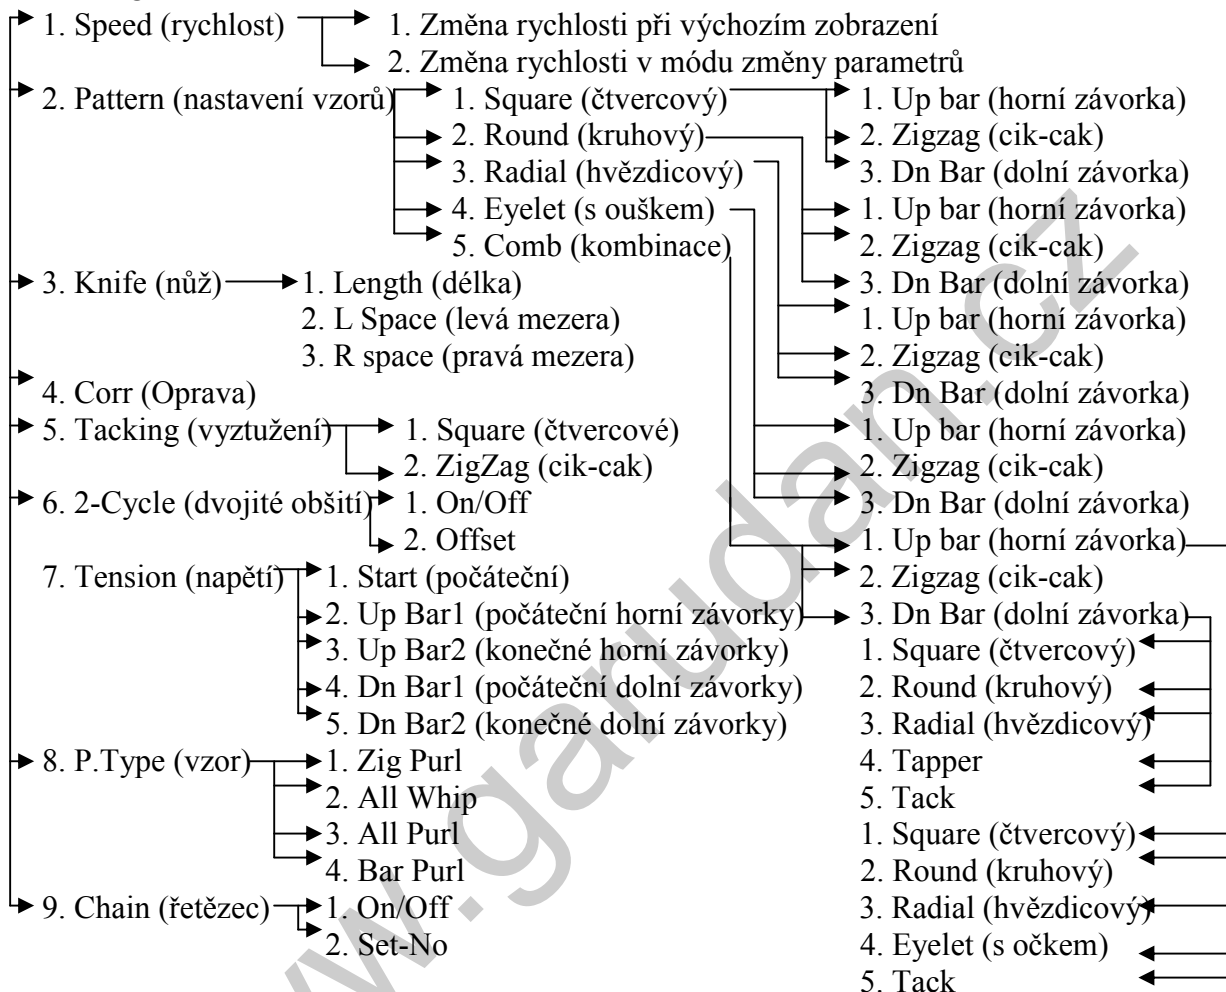 1. Speed (rychlost)
1. Změna rychlosti při výchozím zobrazení
2. Změna rychlosti v módu změny parametrů
2. Pattern (nastavení vzorů)
1. Square (čtvercový)
2. Round (kruhový)
3. Radial (hvězdicový)
4. Eyelet (s ouškem)
5. Comb (kombinace)
1. Up bar (horní závorka)
2. Zigzag (cik-cak)
3. Dn Bar (dolní závorka)
1. Up bar (horní závorka)
2. Zigzag (cik-cak)
3. Dn Bar (dolní závorka)
1. Up bar (horní závorka)
2. Zigzag (cik-cak)
3. Dn Bar (dolní závorka)
1. Up bar (horní závorka)
2. Zigzag (cik-cak)
3. Dn Bar (dolní závorka)
1. Up bar (horní závorka)
2. Zigzag (cik-cak)
3. Dn Bar (dolní závorka)
1. Square (čtvercový)
2. Round (kruhový)
3. Radial (hvězdicový)
4. Tapper
5. Tack
1. Square (čtvercový)
2. Round (kruhový)
3. Radial (hvězdicový)
4. Eyelet (s očkem)
5. Tack
3. Knife (nůž)
1. Length (délka)
2. L Space (levá mezera)
3. R space (pravá mezera)
4. Corr (Oprava)
5. Tacking (vyztužení)
1. Square (čtvercové)
2. ZigZag (cik-cak)
6. 2-Cycle (dvojité obšití)
1. On/Off
2. Offset
7. Tension (napětí)
1. Start (počáteční)
2. Up Bar1 (počáteční horní závorky)
3. Up Bar2 (konečné horní závorky)
4. Dn Bar1 (počáteční dolní závorky)
5. Dn Bar2 (konečné dolní závorky)
8. P.Type (vzor)
1. Zig Purl
2. All Whip
3. All Purl
4. Bar Purl
9. Chain (řetězec)
1. On/Off
2. Set-No
w.garudan.cz